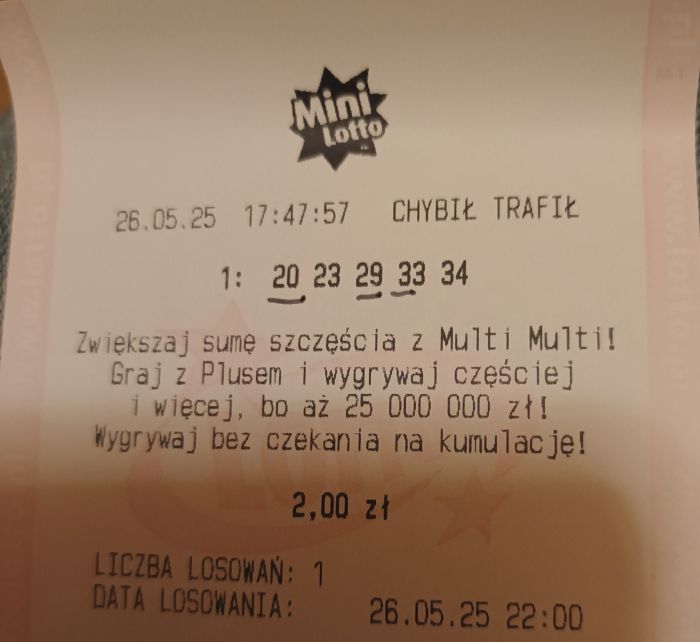 Mini
Lotto
26.05.25 17:47:57 CHYBIŁ TRAFIŁ
1: 20 23 29 33 34
Zwiększaj sumę szczęścia z Multi Multi!
Graj z Plusem i wygrywaj częściej
i więcej, bo aż 25 000 000 zł!
Wygrywaj bez czekania na kumulację!
2,00 zł
LICZBA LOSOWAŃ: 1
DATA LOSOWANIA: 26.05.25 22:00